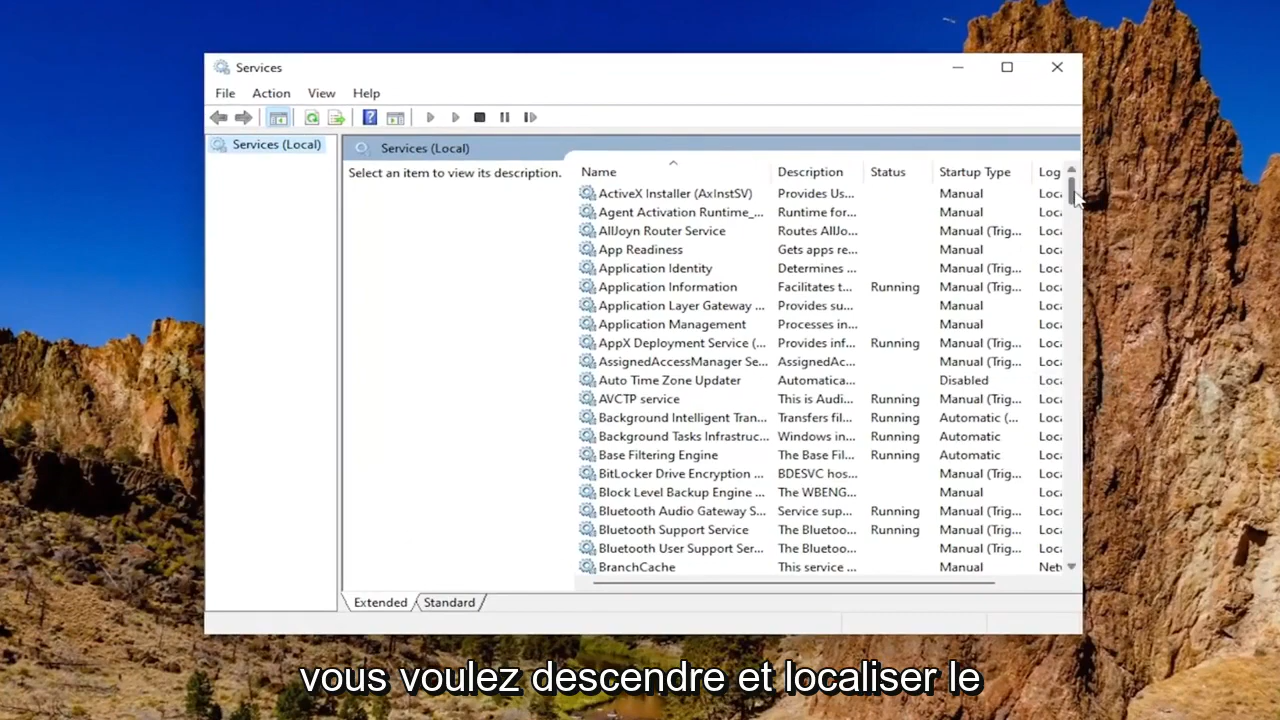 Services
File Action View Help
Services (Local)
Services (Local)
Select an item to view its description.
Name Description Status Startup Type Log
ActiveX Installer (AxInstSV) Provides Us... Manual Loca
Agent Activation Runtime_... Runtime for... Manual Loca
AllJoyn Router Service Routes AllJo... Manual (Trig... Loca
App Readiness Gets apps re... Manual Loca
Application Identity Determines ... Manual (Trig... Loca
Application Information Facilitates t... Running Manual (Trig... Loca
Application Layer Gateway ... Provides su... Manual Loca
Application Management Processes in... Manual Loca
AppX Deployment Service (... Provides inf... Running Manual (Trig... Loca
AssignedAccessManager Se... AssignedAc... Manual (Trig... Loca
Auto Time Zone Updater Automatica... Disabled Loca
AVCTP service This is Audi... Running Manual (Trig... Loca
Background Intelligent Tran... Transfers fil... Running Automatic (... Loca
Background Tasks Infrastruc... Windows in... Running Automatic Loca
Base Filtering Engine The Base Fil... Running Automatic Loca
BitLocker Drive Encryption ... BDESVC hos... Manual (Trig... Loca
Block Level Backup Engine ... The WBENG... Manual Loca
Bluetooth Audio Gateway S... Service sup... Running Manual (Trig... Loca
Bluetooth Support Service The Bluetoo... Running Manual (Trig... Loca
Bluetooth User Support Ser... The Bluetoo... Manual (Trig... Loca
BranchCache This service ... Manual Netv
Extended Standard
vous voulez descendre et localiser le